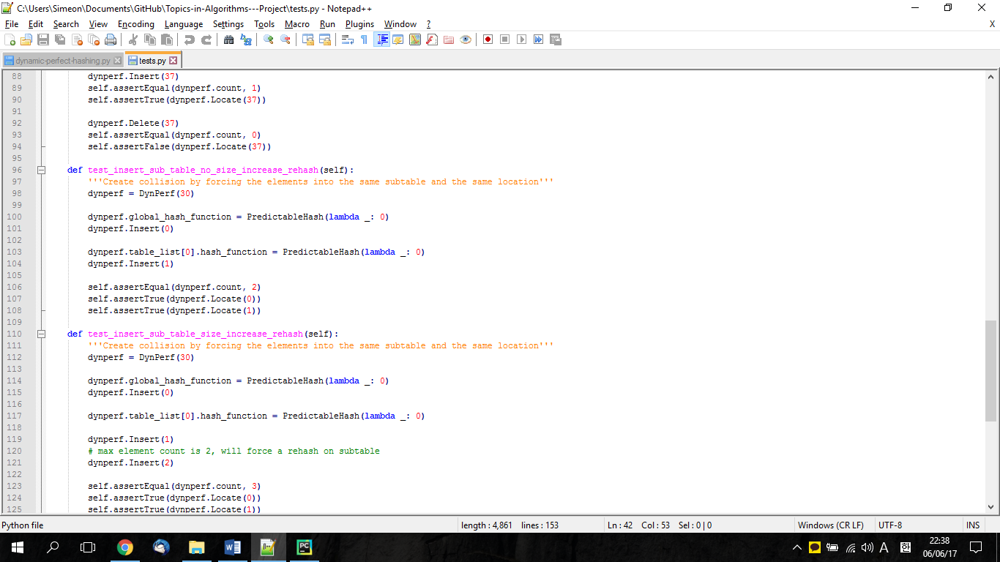 C:\Users\Simeon\Documents\GitHub\Topics-in-Algorithms---Project\tests.py - Notepad++
File Edit Search View Encoding Language Settings Tools Macro Run Plugins Window ? X
dynamic-perfect-hashing.py tests.py
88 dynperf.Insert(37)
89 self.assertEqual(dynperf.count, 1)
90 self.assertTrue(dynperf.Locate(37))
91
92 dynperf.Delete(37)
93 self.assertEqual(dynperf.count, 0)
94 self.assertFalse(dynperf.Locate(37))
95
96 def test_insert_sub_table_no_size_increase_rehash(self):
97 '''Create collision by forcing the elements into the same subtable and the same location'''
98 dynperf = DynPerf(30)
99
100 dynperf.global_hash_function = PredictableHash(lambda _: 0)
101 dynperf.Insert(0)
102
103 dynperf.table_list[0].hash_function = PredictableHash(lambda _: 0)
104 dynperf.Insert(1)
105
106 self.assertEqual(dynperf.count, 2)
107 self.assertTrue(dynperf.Locate(0))
108 self.assertTrue(dynperf.Locate(1))
109
110 def test_insert_sub_table_size_increase_rehash(self):
111 '''Create collision by forcing the elements into the same subtable and the same location'''
112 dynperf = DynPerf(30)
113
114 dynperf.global_hash_function = PredictableHash(lambda _: 0)
115 dynperf.Insert(0)
116
117 dynperf.table_list[0].hash_function = PredictableHash(lambda _: 0)
118
119 dynperf.Insert(1)
120 # max element count is 2, will force a rehash on subtable
121 dynperf.Insert(2)
122
123 self.assertEqual(dynperf.count, 3)
124 self.assertTrue(dynperf.Locate(0))
125 self.assertTrue(dynperf.Locate(1))
Python file length : 4,861 lines : 153 Ln : 42 Col : 53 Sel : 0 | 0 Windows (CR LF) UTF-8 INS
A 한 22:38
06/06/17